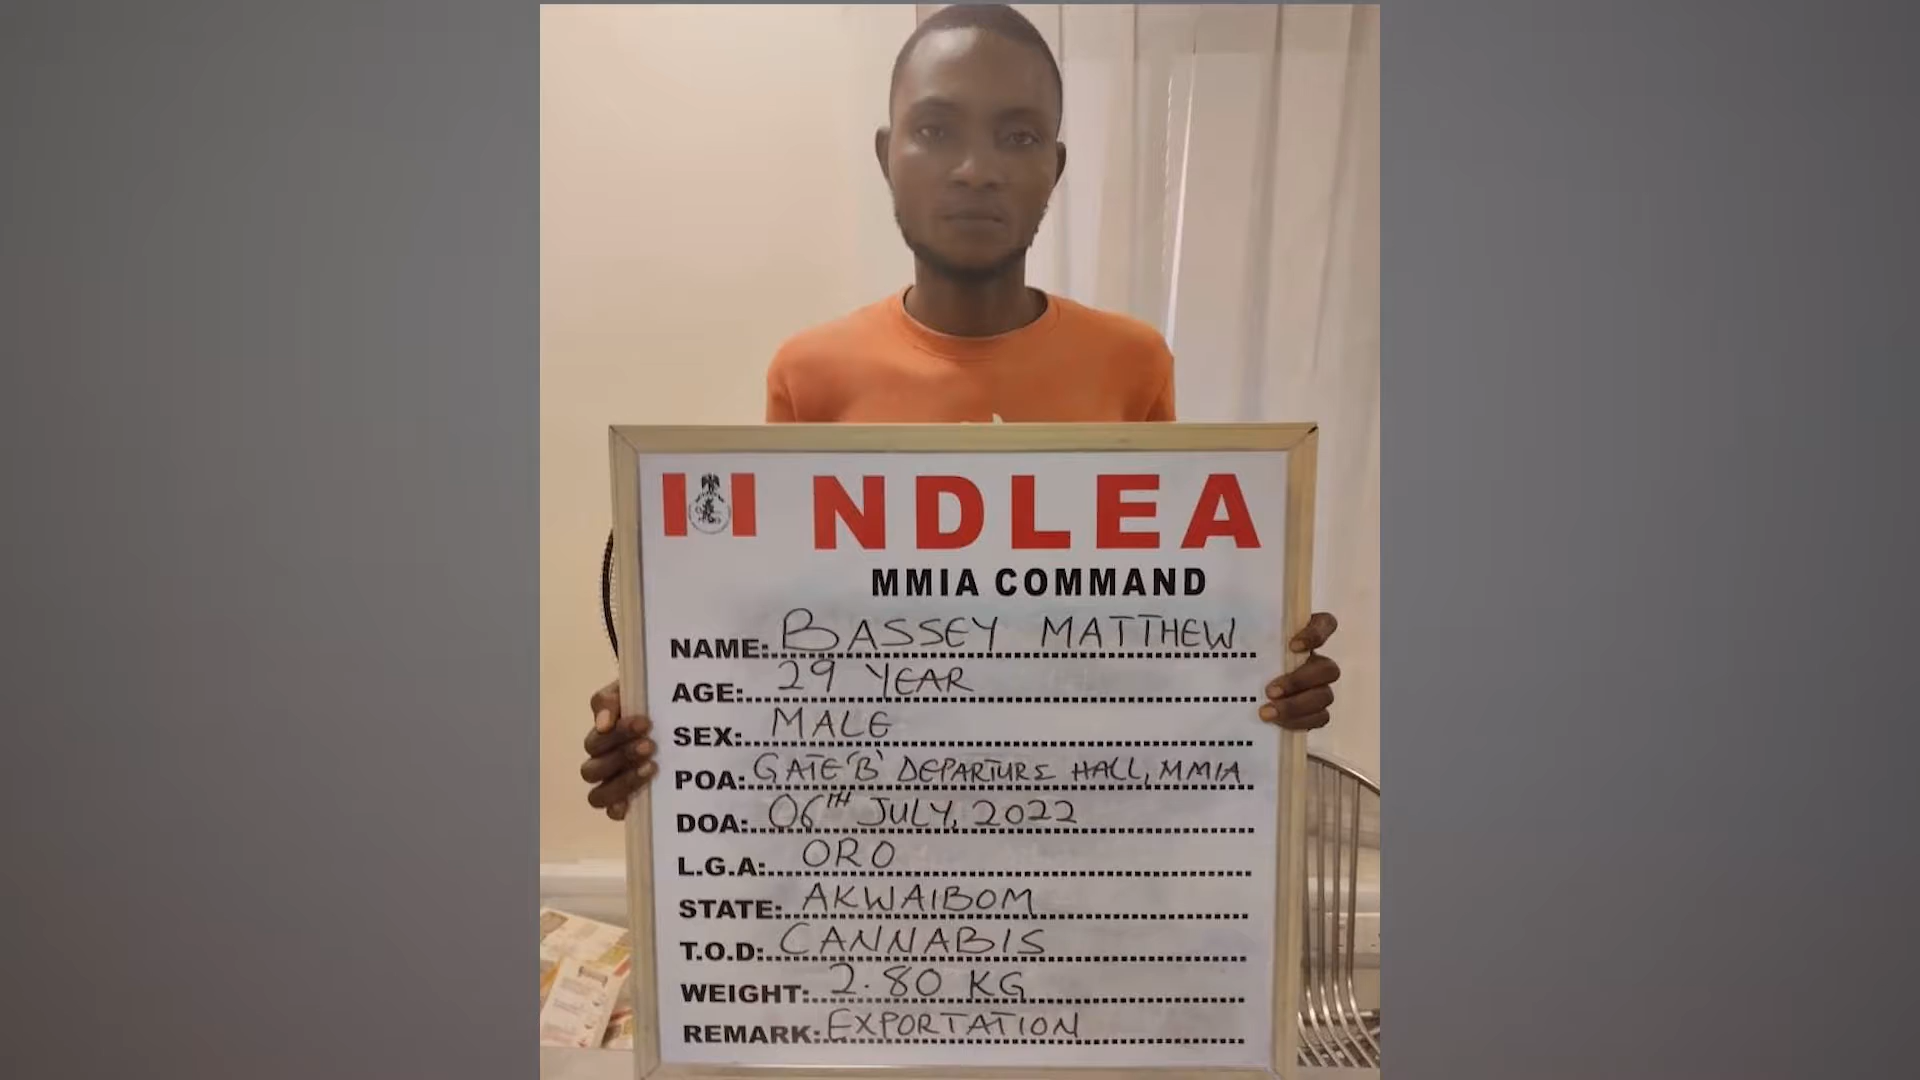 NDLEA
MMIA COMMAND
NAME: BASSEY MATTHEW
AGE: 29 YEAR
SEX: MALE
POA: GATE 'B' DEPARTURE HALL, MMIA
DOA: 06TH JULY, 2022
L.G.A: ORO
STATE: AKWAIBOM
T.O.D: CANNABIS
WEIGHT: 2.80 KG
REMARK: EXPORTATION